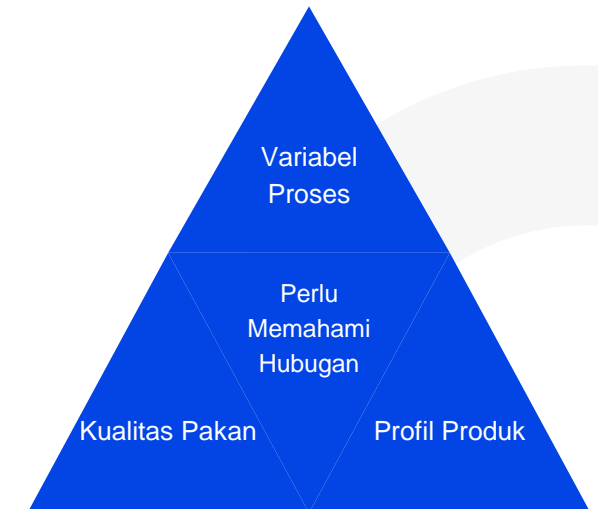 Variabel
Proses
Perlu
Memahami
Hubugan
Kualitas Pakan
Profil Produk